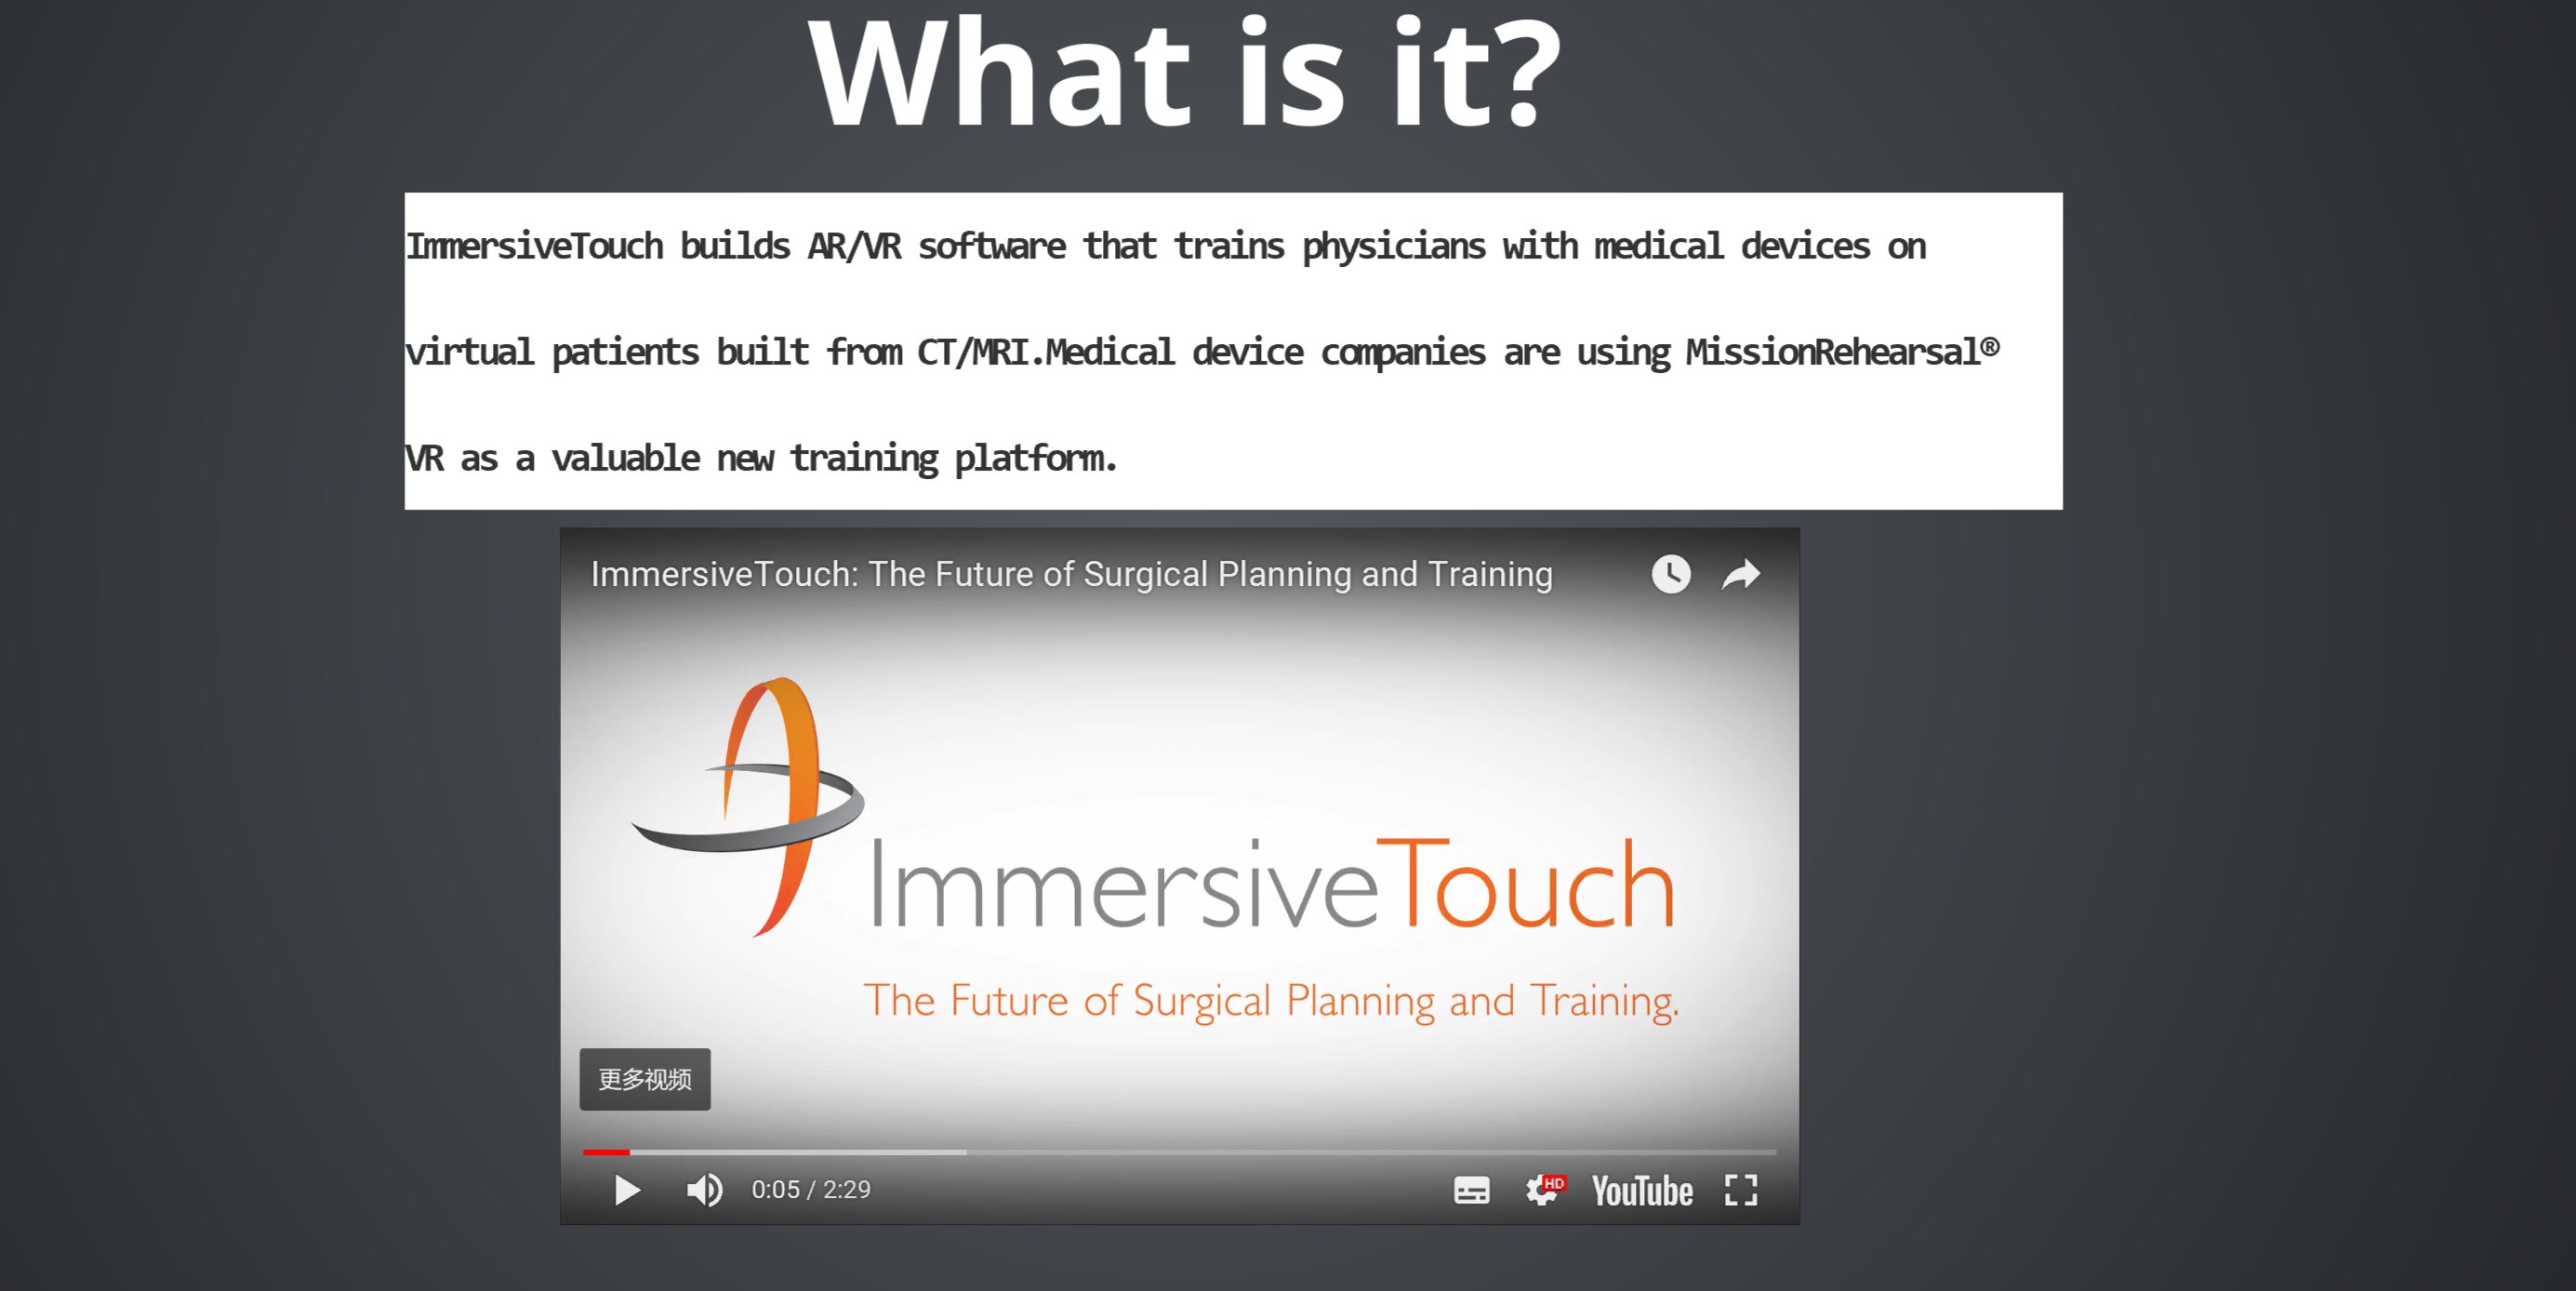 What is it?
ImmersiveTouch builds AR/VR software that trains physicians with medical devices on
virtual patients built from CT/MRI.Medical device companies are using MissionRehearsal®
VR as a valuable new training platform.
ImmersiveTouch: The Future of Surgical Planning and Training
ImmersiveTouch
The Future of Surgical Planning and Training.
更多视频
0:05 / 2:29
HD
YouTube